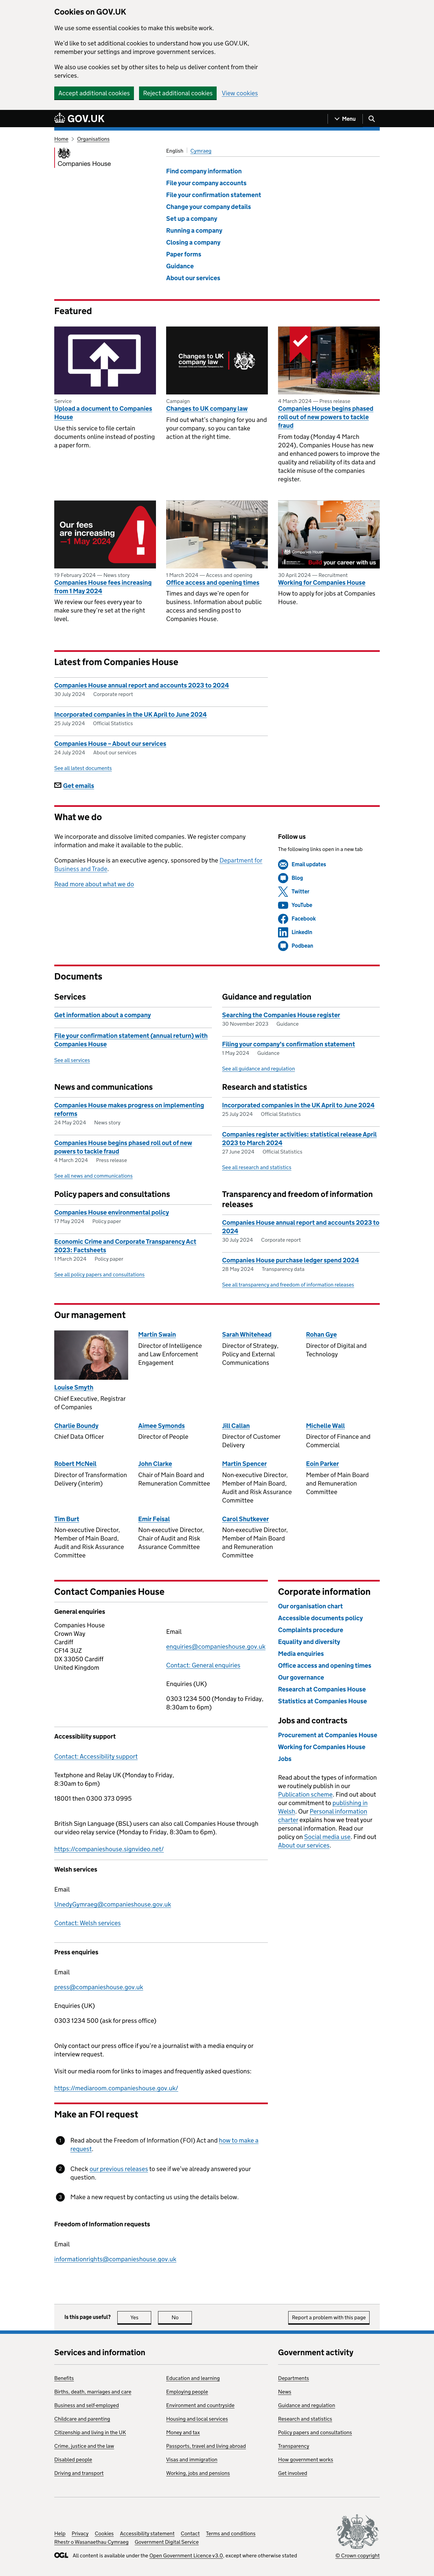 Cookies on GOV.UK
We use some essential cookies to make this website work.
We'd like to set additional cookies to understand how you use GOV.UK,
remember your settings and improve government services.
We also use cookies set by other sites to help us deliver content from their
services.
Accept additional cookies Reject additional cookies View cookies
GOV.UK Menu
Home > Organisations
Companies House
English Cymraeg
Find company information
File your company accounts
File your confirmation statement
Change your company details
Set up a company
Running a company
Closing a company
Paper forms
Guidance
About our services
Featured
Service
Upload a document to Companies
House
Use this service to file certain
documents online instead of posting
a paper form.
Changes to UK
company law
Campaign
Changes to UK company law
Find out what's changing for you and
your company, so you can take
action at the right time.
4 March 2024 — Press release
Companies House begins phased
roll out of new powers to tackle
fraud
From today (Monday 4 March
2024), Companies House has new
and enhanced powers to improve the
quality and reliability of its data and
tackle misuse of the companies
register.
Our fees
are increasing
—1 May 2024
19 February 2024 — News story
Companies House fees increasing
from 1 May 2024
We review our fees every year to
make sure they're set at the right
level.
1 March 2024 — Access and opening
Office access and opening times
Times and days we're open for
business. Information about public
access and sending post to
Companies House.
Companies House
your career with us
30 April 2024 — Recruitment
Working for Companies House
How to apply for jobs at Companies
House.
Latest from Companies House
Companies House annual report and accounts 2023 to 2024
30 July 2024 Corporate report
Incorporated companies in the UK April to June 2024
25 July 2024 Official Statistics
Companies House – About our services
24 July 2024 About our services
See all latest documents
Get emails
What we do
We incorporate and dissolve limited companies. We register company
information and make it available to the public.
Companies House is an executive agency, sponsored by the Department for
Business and Trade.
Read more about what we do
Follow us
The following links open in a new tab
Email updates
Blog
Twitter
YouTube
Facebook
LinkedIn
Podbean
Documents
Services
Get information about a company
File your confirmation statement (annual return) with
Companies House
See all services
Guidance and regulation
Searching the Companies House register
30 November 2023 Guidance
Filing your company's confirmation statement
1 May 2024 Guidance
See all guidance and regulation
News and communications
Companies House makes progress on implementing
reforms
24 May 2024 News story
Companies House begins phased roll out of new
powers to tackle fraud
4 March 2024 Press release
See all news and communications
Research and statistics
Incorporated companies in the UK April to June 2024
25 July 2024 Official Statistics
Companies register activities: statistical release April
2023 to March 2024
27 June 2024 Official Statistics
See all research and statistics
Policy papers and consultations
Companies House environmental policy
17 May 2024 Policy paper
Economic Crime and Corporate Transparency Act
2023: Factsheets
1 March 2024 Policy paper
See all policy papers and consultations
Transparency and freedom of information
releases
Companies House annual report and accounts 2023 to
2024
30 July 2024 Corporate report
Companies House purchase ledger spend 2024
28 May 2024 Transparency data
See all transparency and freedom of information releases
Our management
Louise Smyth
Chief Executive, Registrar
of Companies
Martin Swain
Director of Intelligence
and Law Enforcement
Engagement
Sarah Whitehead
Director of Strategy,
Policy and External
Communications
Rohan Gye
Director of Digital and
Technology
Charlie Boundy
Chief Data Officer
Aimee Symonds
Director of People
Jill Callan
Director of Customer
Delivery
Michelle Wall
Director of Finance and
Commercial
Robert McNeil
Director of Transformation
Delivery (interim)
John Clarke
Chair of Main Board and
Remuneration Committee
Martin Spencer
Non-executive Director,
Member of Main Board,
Audit and Risk Assurance
Committee
Eoin Parker
Member of Main Board
and Remuneration
Committee
Tim Burt
Non-executive Director,
Member of Main Board,
Audit and Risk Assurance
Committee
Emir Feisal
Non-executive Director,
Chair of Audit and Risk
Assurance Committee
Carol Shutkever
Non-executive Director,
Member of Main Board
and Remuneration
Committee
Contact Companies House
General enquiries
Companies House
Crown Way
Cardiff
CF14 3UZ
DX 33050 Cardiff
United Kingdom
Email
enquiries@companieshouse.gov.uk
Contact: General enquiries
Enquiries (UK)
0303 1234 500 (Monday to Friday,
8:30am to 6pm)
Accessibility support
Contact: Accessibility support
Textphone and Relay UK (Monday to Friday,
8:30am to 6pm)
18001 then 0300 373 0995
British Sign Language (BSL) users can also call Companies House through
our video relay service (Monday to Friday, 8:30am to 6pm).
https://companieshouse.signvideo.net/
Welsh services
Email
UnedyGymraeg@companieshouse.gov.uk
Contact: Welsh services
Press enquiries
Email
press@companieshouse.gov.uk
Enquiries (UK)
0303 1234 500 (ask for press office)
Only contact our press office if you're a journalist with a media enquiry or
interview request.
Visit our media room for links to images and frequently asked questions:
https://mediaroom.companieshouse.gov.uk/
Corporate information
Our organisation chart
Accessible documents policy
Complaints procedure
Equality and diversity
Media enquiries
Office access and opening times
Our governance
Research at Companies House
Statistics at Companies House
Jobs and contracts
Procurement at Companies House
Working for Companies House
Jobs
Read about the types of information
we routinely publish in our
Publication scheme. Find out about
our commitment to publishing in
Welsh. Our Personal information
charter explains how we treat your
personal information. Read our
policy on Social media use. Find out
About our services.
Make an FOI request
1 Read about the Freedom of Information (FOI) Act and how to make a
request.
2 Check our previous releases to see if we've already answered your
question.
3 Make a new request by contacting us using the details below.
Freedom of Information requests
Email
informationrights@companieshouse.gov.uk
Is this page useful? Yes No Report a problem with this page
Services and information
Benefits
Births, death, marriages and care
Business and self-employed
Childcare and parenting
Citizenship and living in the UK
Crime, justice and the law
Disabled people
Driving and transport
Education and learning
Employing people
Environment and countryside
Housing and local services
Money and tax
Passports, travel and living abroad
Visas and immigration
Working, jobs and pensions
Government activity
Departments
News
Guidance and regulation
Research and statistics
Policy papers and consultations
Transparency
How government works
Get involved
Help Privacy Cookies Accessibility statement Contact Terms and conditions
Rhestr o Wasanaethau Cymraeg Government Digital Service
OGL All content is available under the Open Government Licence v3.0, except where otherwise stated
© Crown copyright